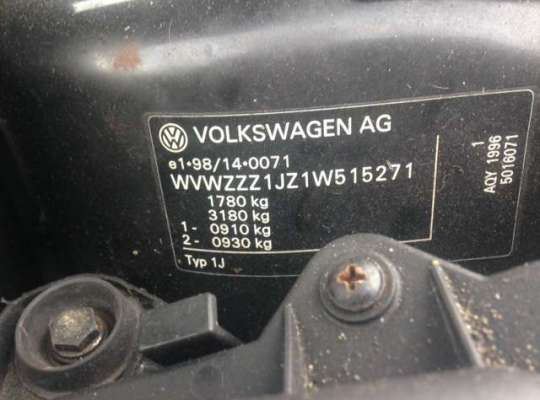 VOLKSWAGEN AG
e1•98/14•0071
WVWZZZ1JZ1W515271
1780 kg
3180 kg
1- 0910 kg
2- 0930 kg
Typ 1J
1
AQY 1996
5016071